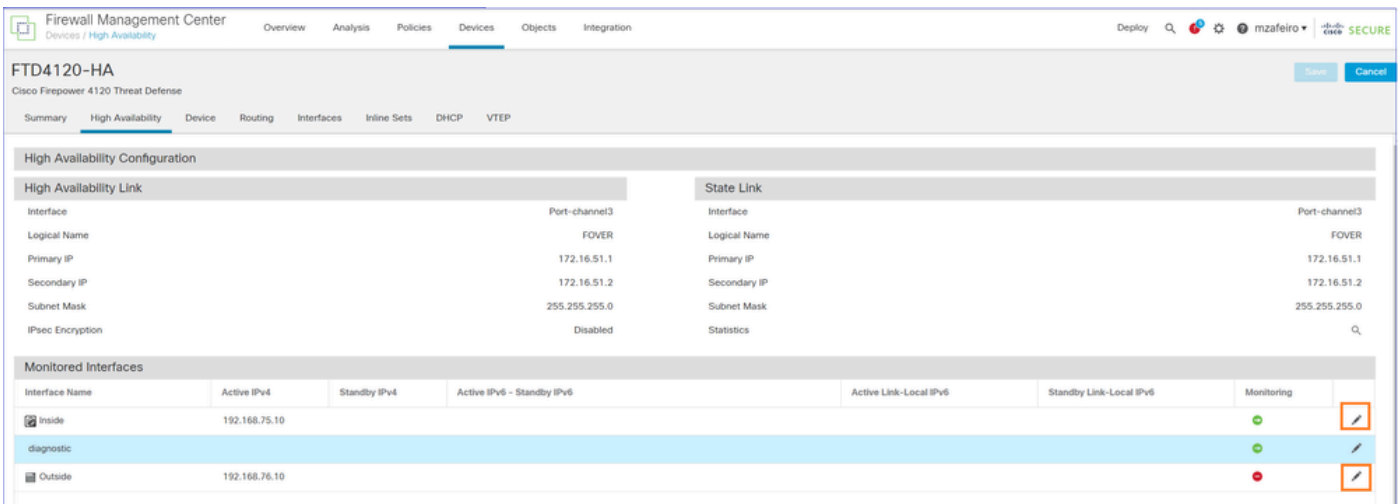 Firewall Management Center
Devices / High Availability
Overview Analysis Policies Devices Objects Integration Deploy mzafeiro cisco SECURE
FTD4120-HA
Save Cancel
Cisco Firepower 4120 Threat Defense
Summary High Availability Device Routing Interfaces Inline Sets DHCP VTEP
High Availability Configuration
High Availability Link State Link
Interface Port-channel3 Interface Port-channel3
Logical Name FOVER Logical Name FOVER
Primary IP 172.16.51.1 Primary IP 172.16.51.1
Secondary IP 172.16.51.2 Secondary IP 172.16.51.2
Subnet Mask 255.255.255.0 Subnet Mask 255.255.255.0
IPsec Encryption Disabled Statistics
Monitored Interfaces
Interface Name Active IPv4 Standby IPv4 Active IPv6 - Standby IPv6 Active Link-Local IPv6 Standby Link-Local IPv6 Monitoring
Inside 192.168.75.10
diagnostic
Outside 192.168.76.10